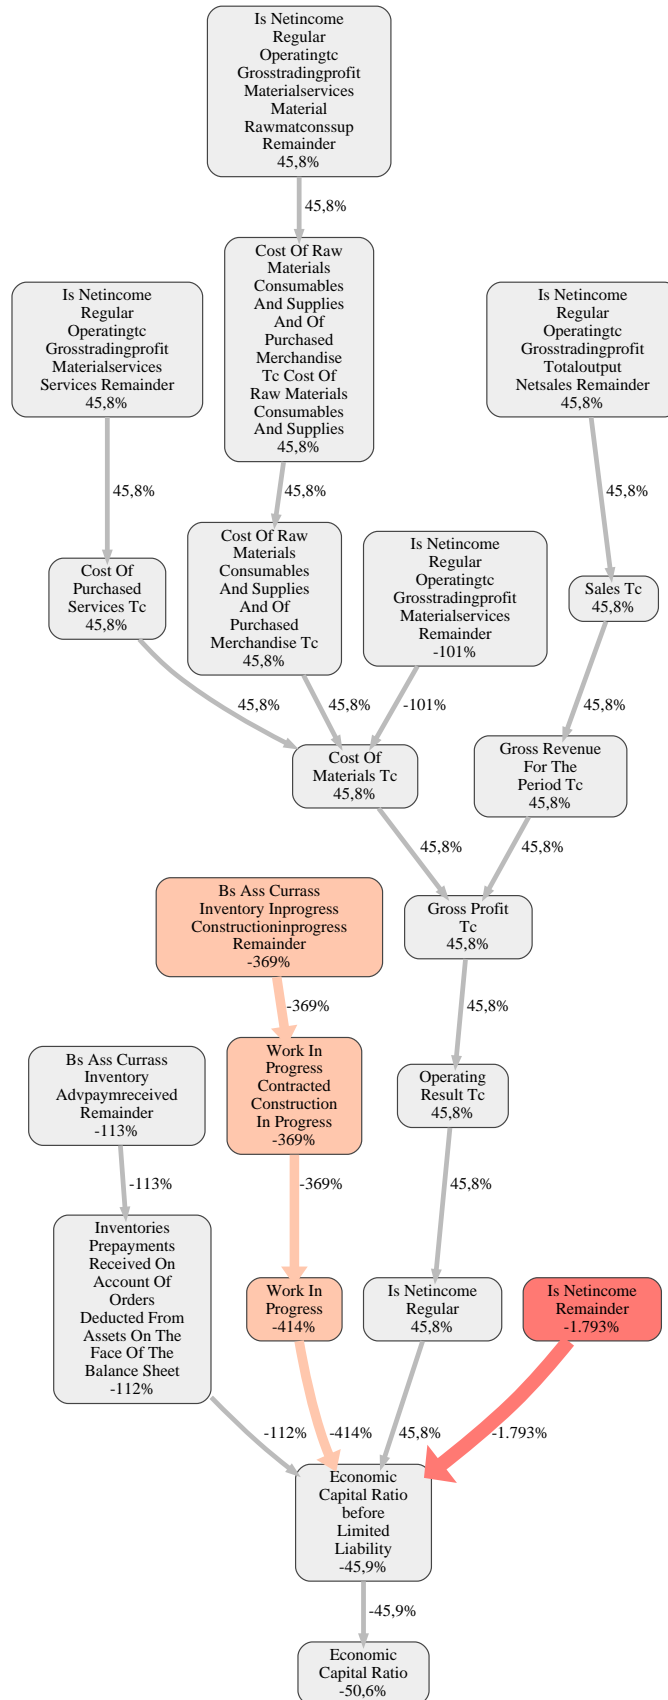 Is Netincome
Regular
Operatingtc
Grosstradingprofit
Materialservices
Material
Rawmatconssup
Remainder
45,8%
45,8%
Cost Of Raw
Materials
Consumables
And Supplies
And Of
Purchased
Merchandise
Tc Cost Of
Raw Materials
Consumables
And Supplies
45,8%
Is Netincome
Regular
Operatingtc
Grosstradingprofit
Materialservices
Services Remainder
45,8%
Is Netincome
Regular
Operatingtc
Grosstradingprofit
Totaloutput
Netsales Remainder
45,8%
45,8%
45,8%
45,8%
Cost Of
Purchased
Services Tc
45,8%
Cost Of Raw
Materials
Consumables
And Supplies
And Of
Purchased
Merchandise Tc
45,8%
Is Netincome
Regular
Operatingtc
Grosstradingprofit
Materialservices
Remainder
-101%
Sales Tc
45,8%
45,8%
45,8%
-101%
45,8%
Cost Of
Materials Tc
45,8%
Gross Revenue
For The
Period Tc
45,8%
45,8%
45,8%
Bs Ass Currass
Inventory Inprogress
Constructioninprogress
Remainder
-369%
Gross Profit
Tc
45,8%
-369%
45,8%
Bs Ass Currass
Inventory
Advpaymreceived
Remainder
-113%
Work In
Progress
Contracted
Construction
In Progress
-369%
Operating
Result Tc
45,8%
-113%
-369%
45,8%
Inventories
Prepayments
Received On
Account Of
Orders
Deducted From
Assets On The
Face Of The
Balance Sheet
-112%
Work In
Progress
-414%
Is Netincome
Regular
45,8%
Is Netincome
Remainder
-1.793%
-112%
-414%
45,8%
-1.793%
Economic
Capital Ratio
before
Limited
Liability
-45,9%
-45,9%
Economic
Capital Ratio
-50,6%